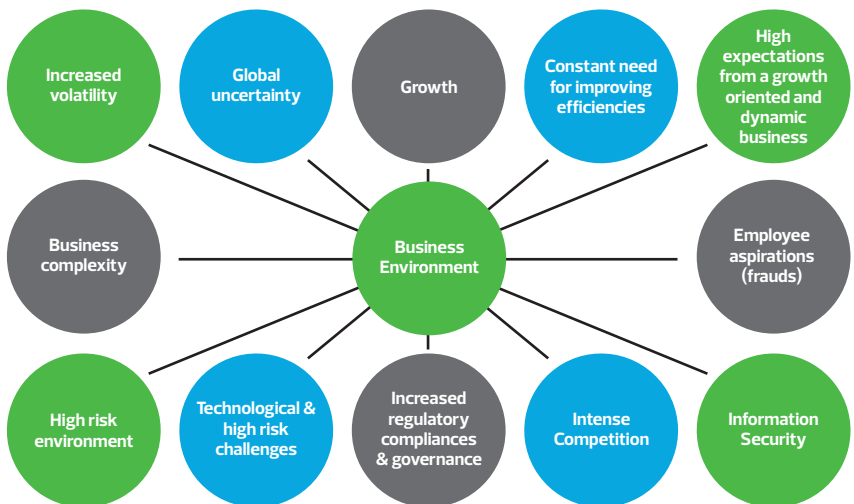 Increased
volatility
Global
uncertainty
Growth
Constant need
for improving
efficiencies
High
expectations
from a growth
oriented and
dynamic
business
Business
complexity
Business
Environment
Employee
aspirations
(frauds)
High risk
environment
Technological &
high risk
challenges
Increased
regulatory
compliances
& governance
Intense
Competition
Information
Security